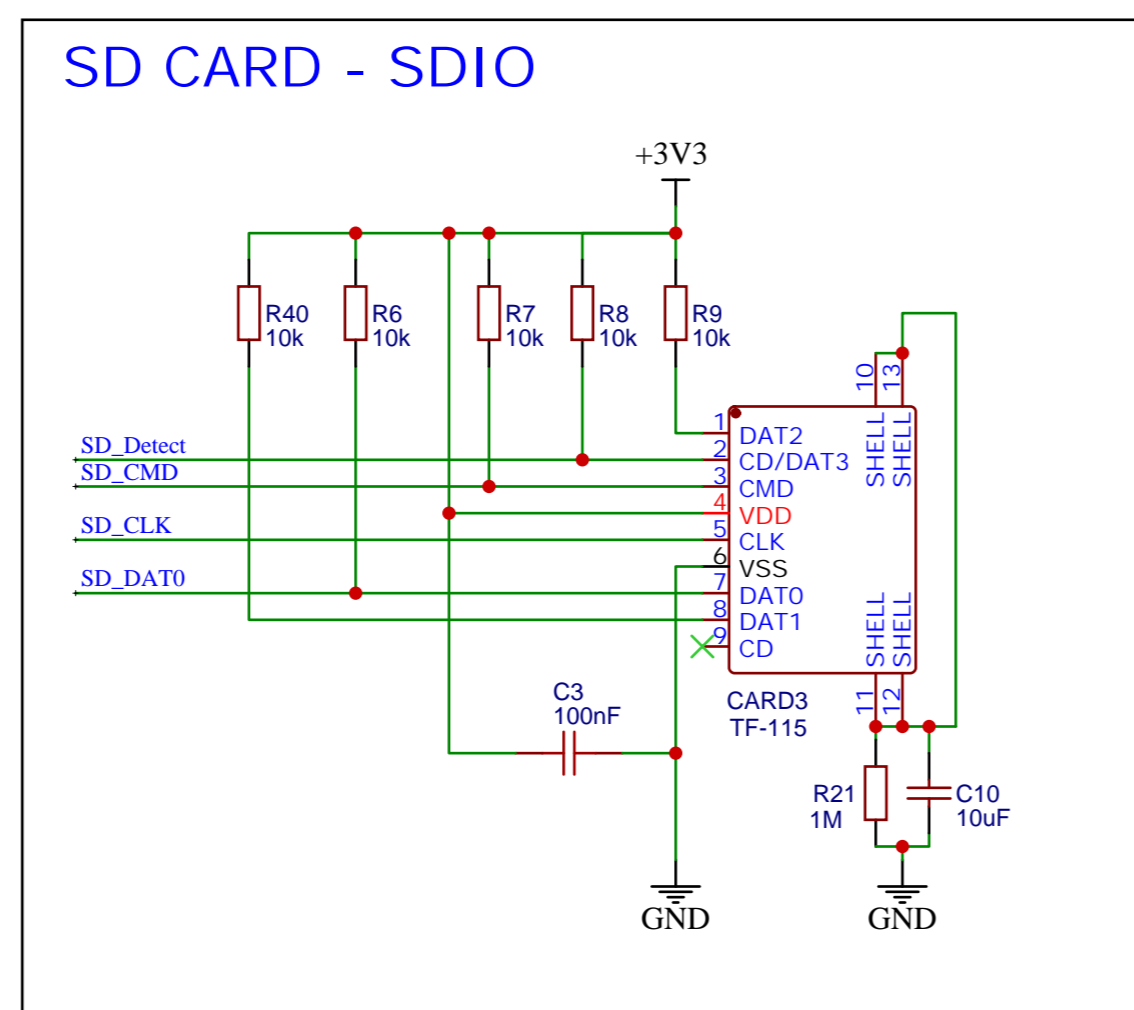 SD CARD - SDIO
+3V3
R40
10k
R6
10k
R7
10k
R8
10k
R9
10k
10
13
SHELL
SHELL
SD_Detect
SD_CMD
SD_CLK
SD_DAT0
1
DAT2
2
CD/DAT3
3
CMD
4
VDD
5
CLK
6
VSS
7
DAT0
8
DAT1
9
CD
SHELL
SHELL
11
12
CARD3
TF-115
C3
100nF
R21
1M
C10
10uF
GND
GND